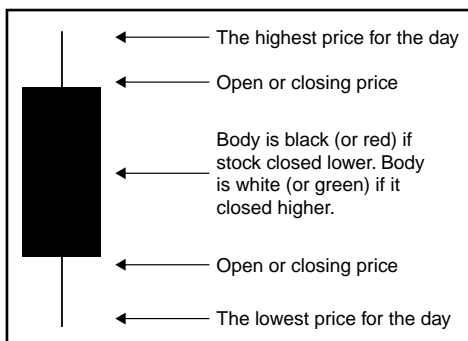 The highest price for the day
Open or closing price
Body is black (or red) if
stock closed lower. Body
is white (or green) if it
closed higher.
Open or closing price
The lowest price for the day